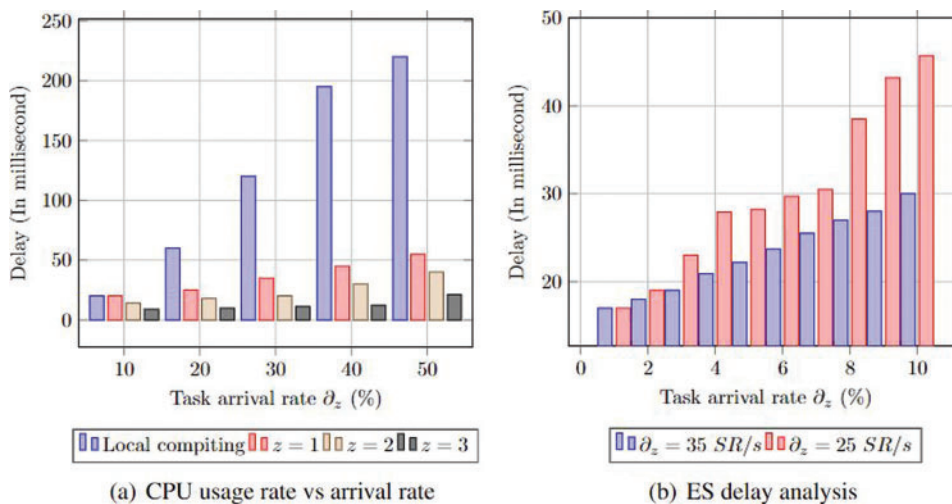 250
200
150
100
50
0
Delay (In millisecond)
10 20 30 40 50
Task arrival rate ∂z (%)
Local compiting z = 1 z = 2 z = 3
(a) CPU usage rate vs arrival rate
50
40
30
20
Delay (In millisecond)
0 2 4 6 8 10
Task arrival rate ∂z (%)
∂z = 35 SR/s ∂z = 25 SR/s
(b) ES delay analysis